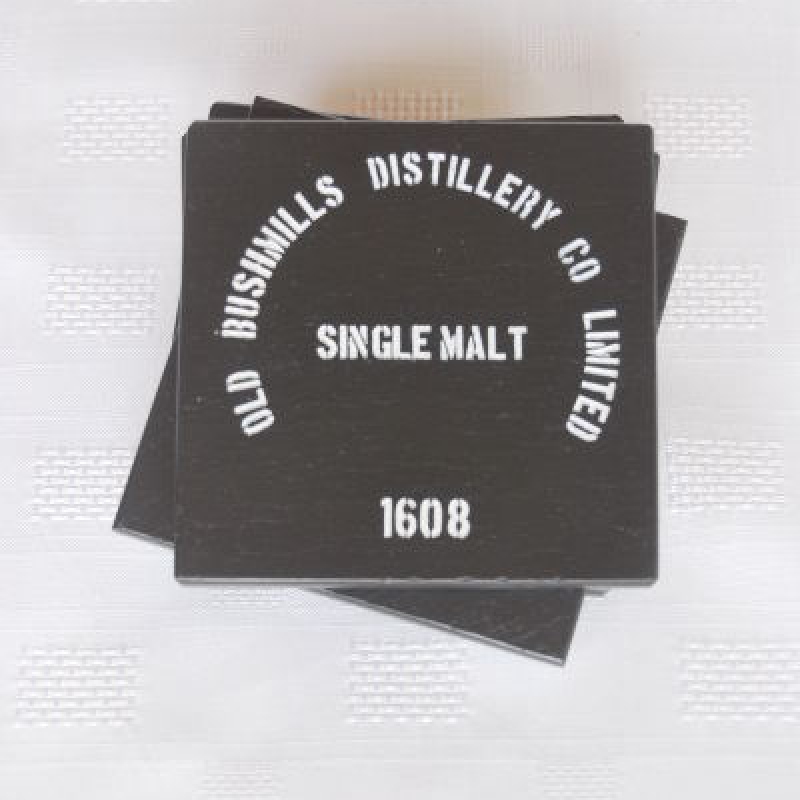 OLD BUSHMILLS DISTILLERY CO LIMITED
SINGLE MALT
1608